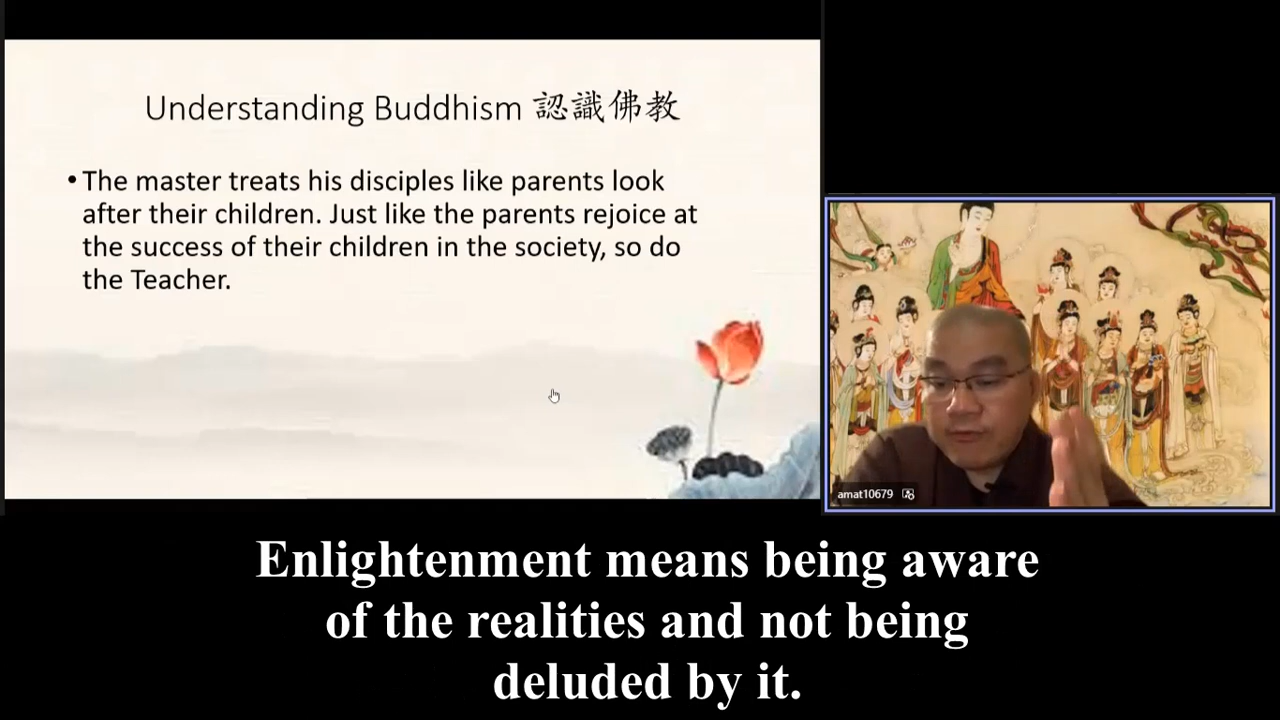 Understanding Buddhism 認識佛教
• The master treats his disciples like parents look
after their children. Just like the parents rejoice at
the success of their children in the society, so do
the Teacher.
amat10679
Enlightenment means being aware
of the realities and not being
deluded by it.